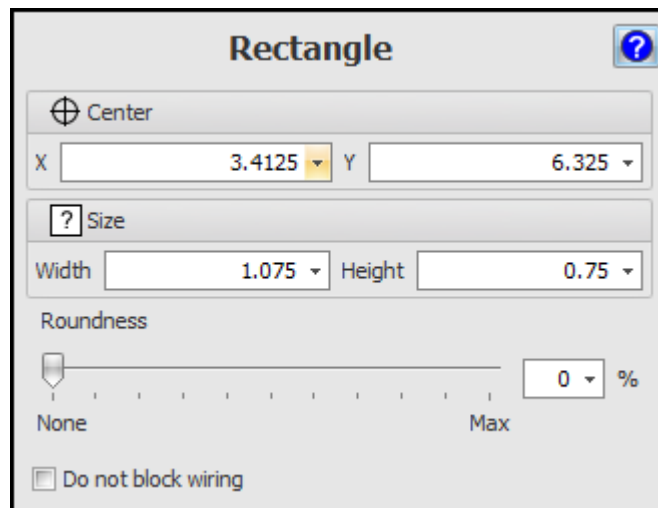 Rectangle ?
Center
X 3.4125 Y 6.325
? Size
Width 1.075 Height 0.75
Roundness
0 %
None Max
Do not block wiring